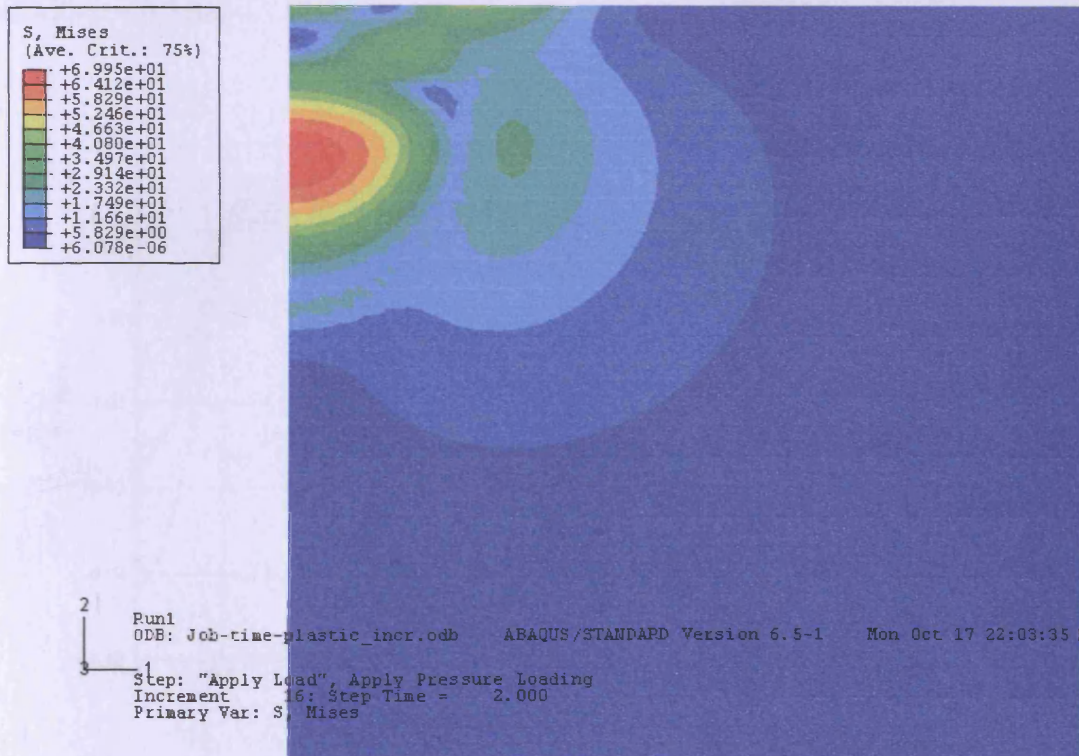 S, Mises
(Ave. Crit.: 75%)
+6.995e+01
+6.412e+01
+5.829e+01
+5.246e+01
+4.663e+01
+4.080e+01
+3.497e+01
+2.914e+01
+2.332e+01
+1.749e+01
+1.166e+01
+5.829e+00
+6.078e-06
2
3 1
Run1
ODB: Job-time-plastic_incr.odb ABAQUS/STANDARD Version 6.5-1 Mon Oct 17 22:03:35
Step: "Apply Load", Apply Pressure Loading
Increment 16: Step Time = 2.000
Primary Var: S, Mises